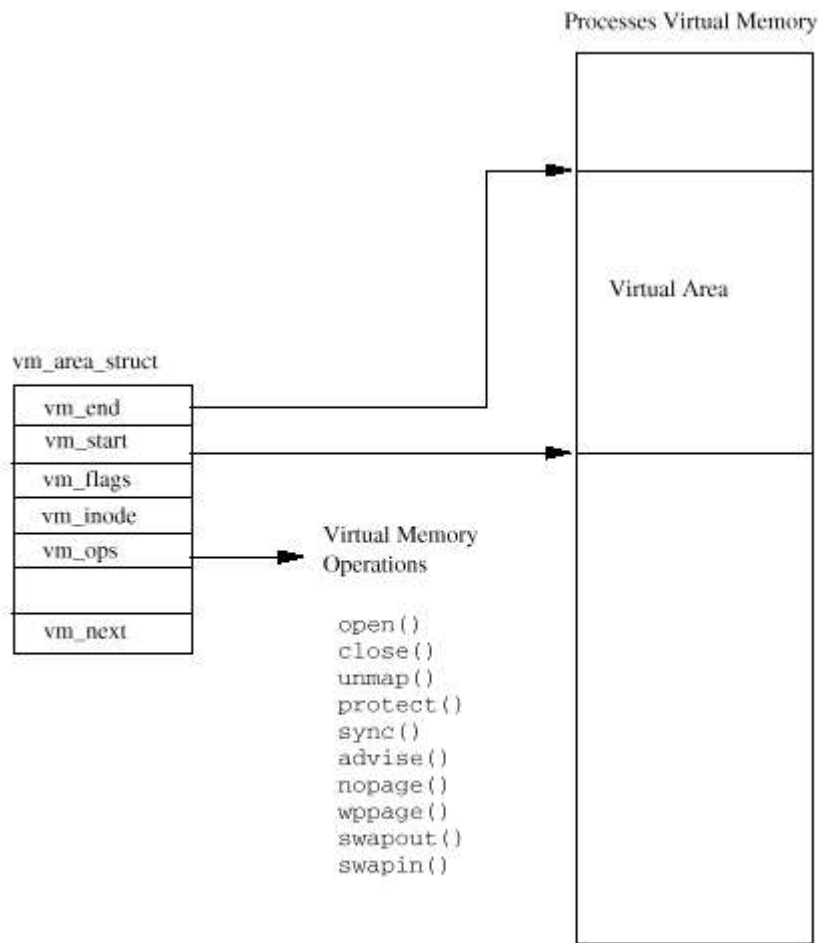 Processes Virtual Memory
Virtual Area
vm_area_struct
vm_end
vm_start
vm_flags
vm_inode
vm_ops
vm_next
Virtual Memory
Operations
open()
close()
unmap()
protect()
sync()
advise()
nopage()
wppage()
swapout()
swapin()